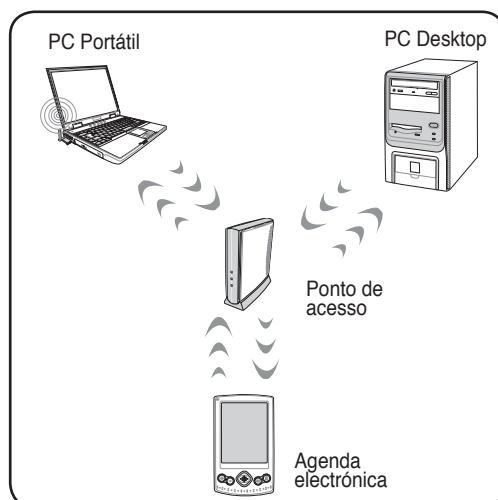 PC Portátil
PC Desktop
Ponto de
acesso
Agenda
electrónica